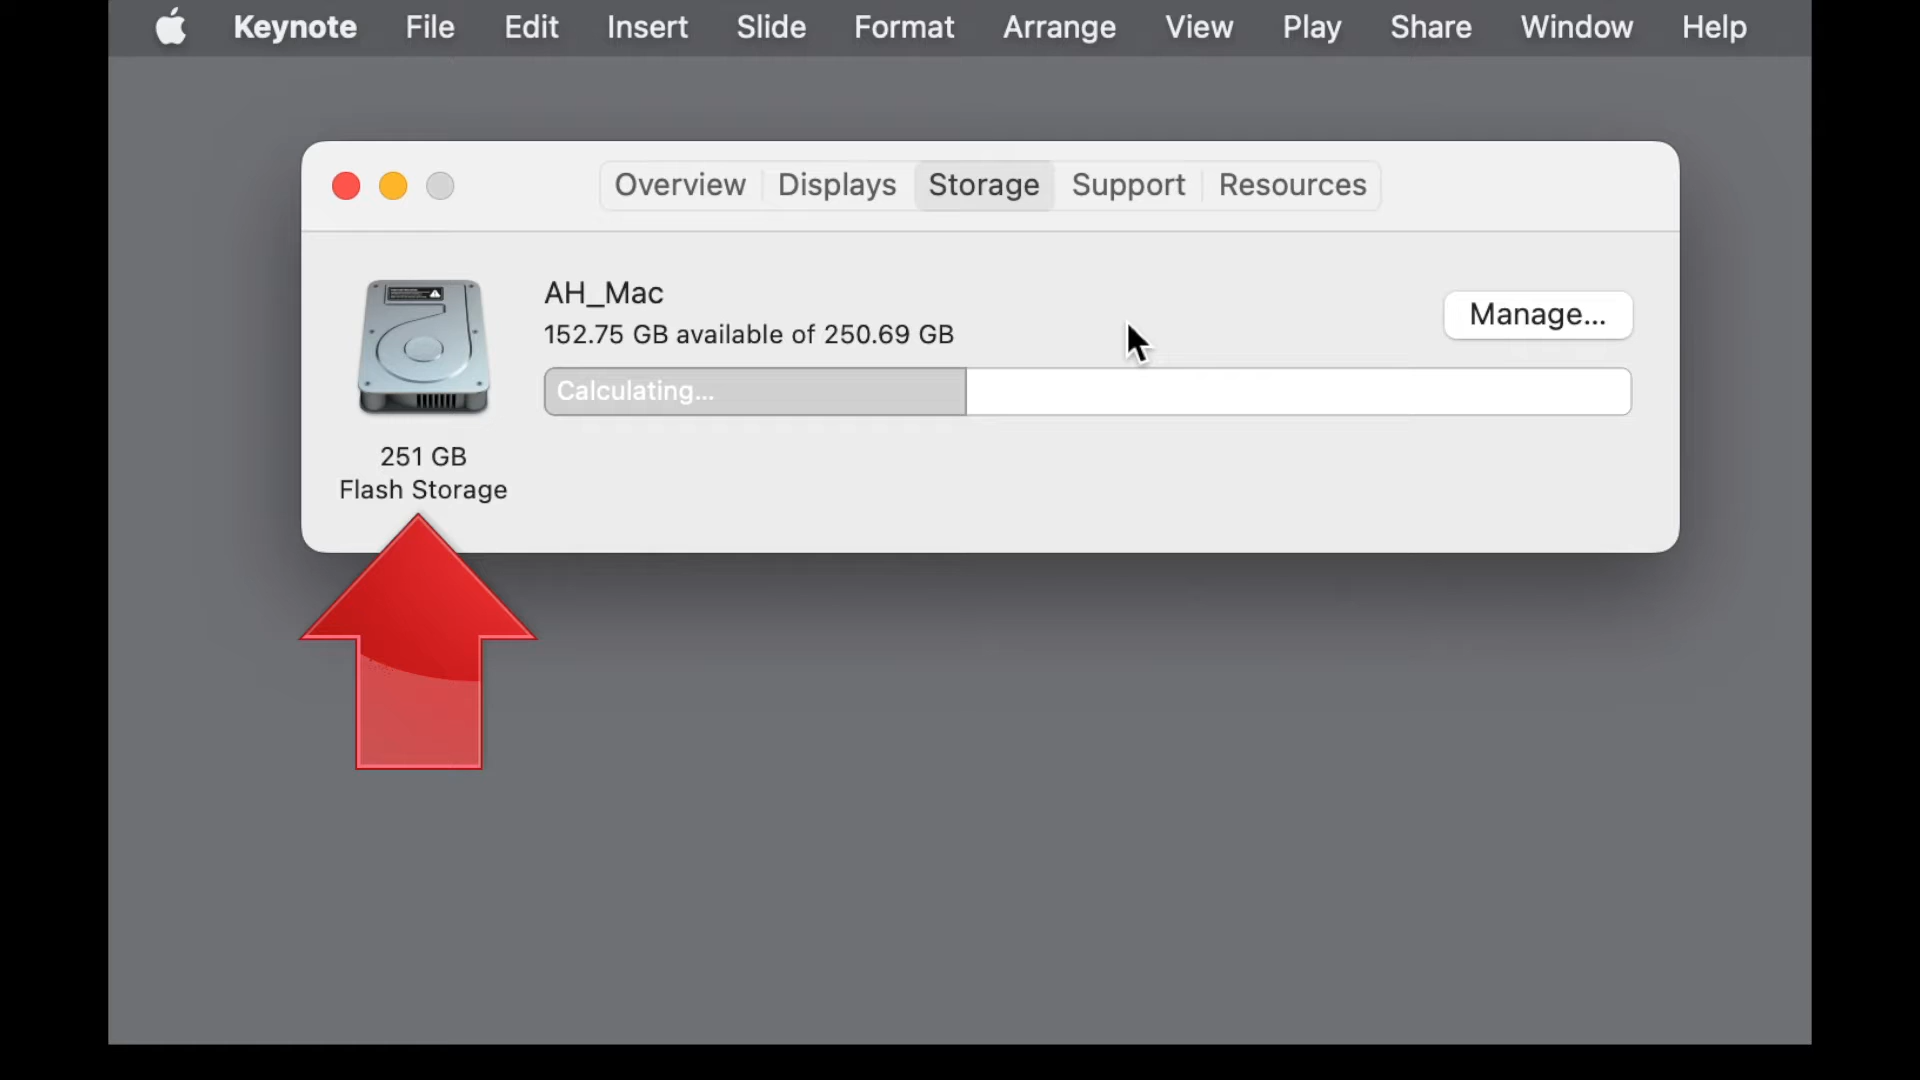 Keynote File Edit Insert Slide Format Arrange View Play Share Window Help
Overview Displays Storage Support Resources
AH_Mac
152.75 GB available of 250.69 GB
Manage...
Calculating...
251 GB
Flash Storage